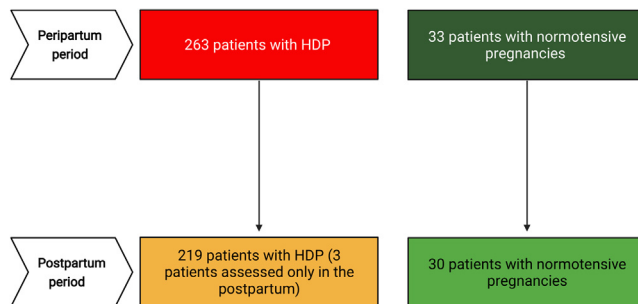 Peripartum
period
263 patients with HDP
33 patients with normotensive
pregnancies
Postpartum
period
219 patients with HDP (3
patients assessed only in the
postpartum)
30 patients with normotensive
pregnancies